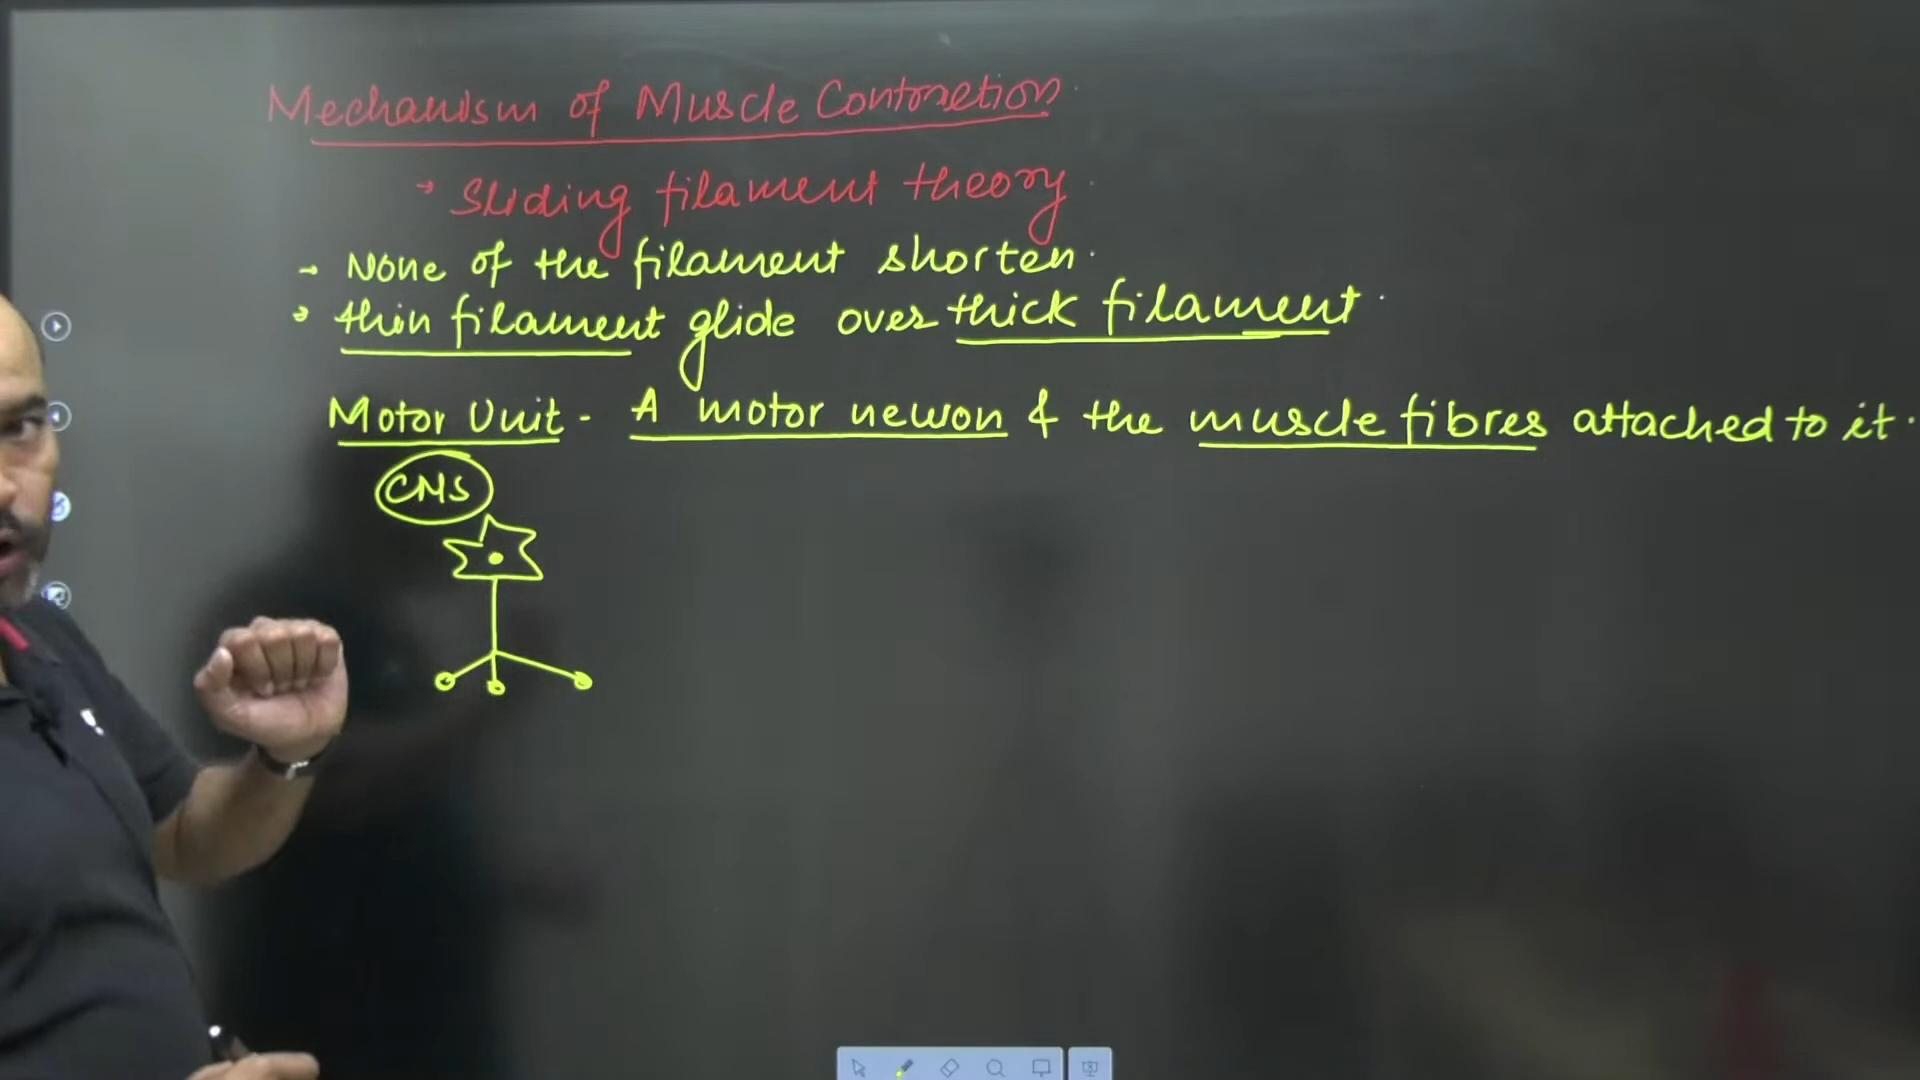 Mechanism of Muscle Contraction
→ Sliding filament theory.
→ None of the filament shorten.
→ thin filament glide over thick filament.
Motor Unit - A motor neuron & the muscle fibres attached to it.
CNS